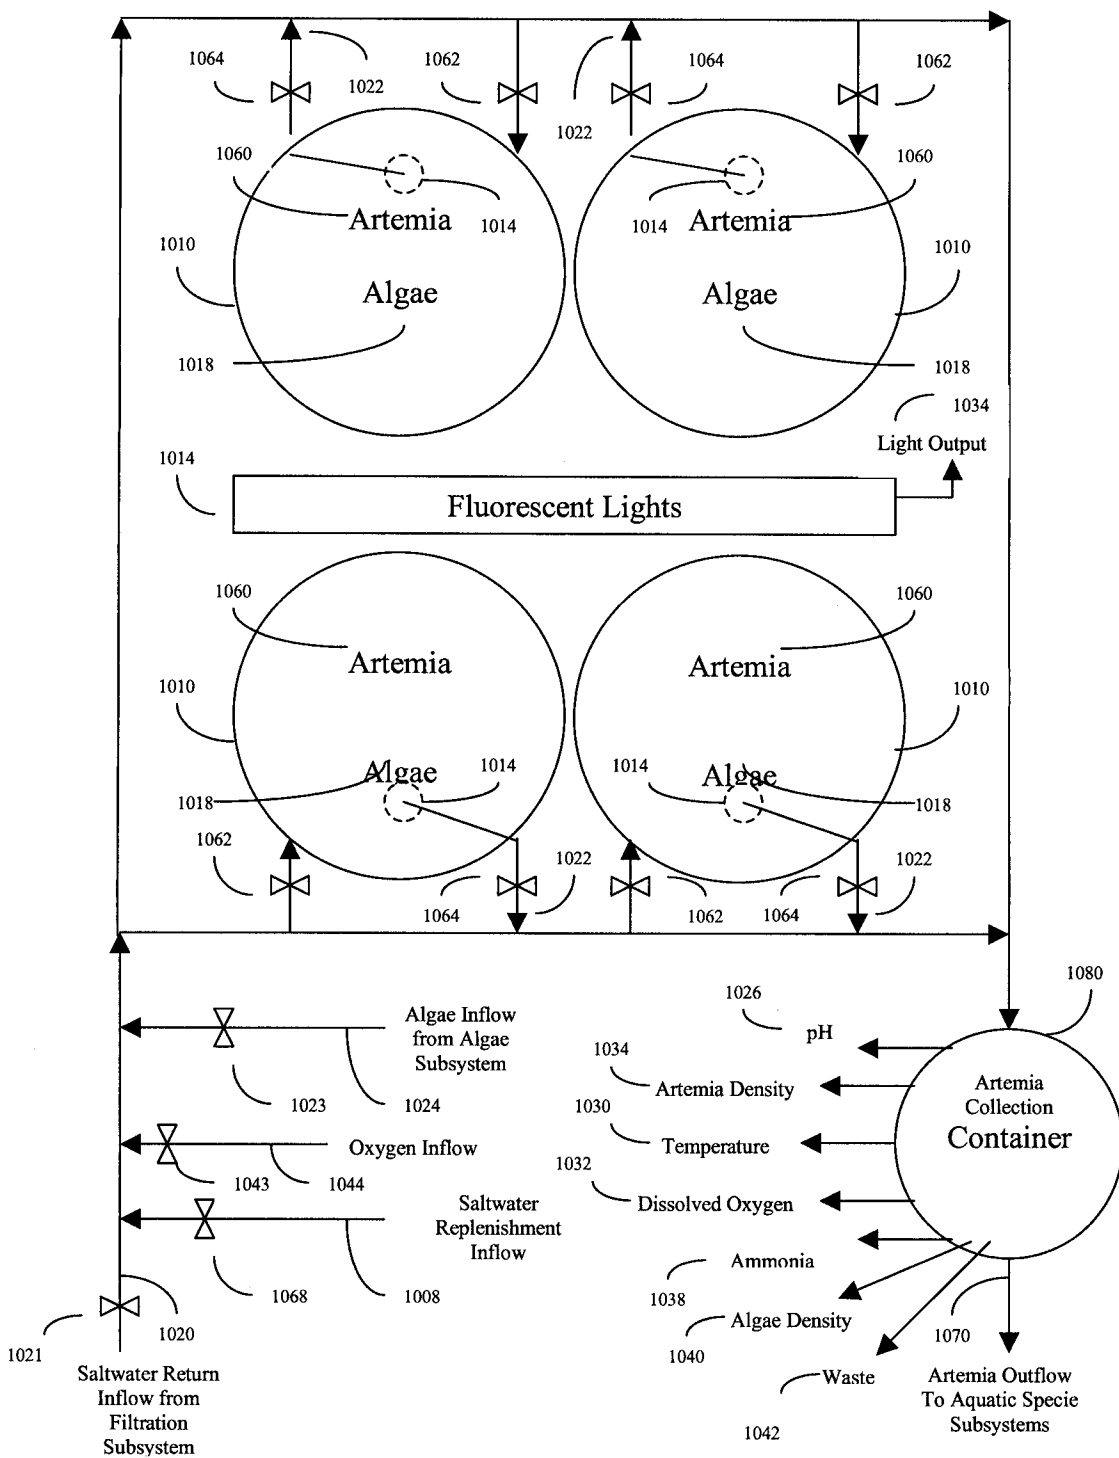 1064
1022
1062
1022
1064
1062
1060
Artemia
1014
1014
Artemia
1060
1010
Algae
Algae
1010
1018
1018
1034
Light Output
1014
Fluorescent Lights
1060
Artemia
Artemia
1060
1010
1010
Algae
1014
1014
Algae
1018
1018
1062
1022
1022
1064
1062
1064
1080
1026
pH
Algae Inflow
from Algae
Subsystem
1034
Artemia Density
Artemia
Collection
Container
1023
1024
1030
Temperature
Oxygen Inflow
1032
Dissolved Oxygen
1043
1044
Saltwater
Replenishment
Inflow
Ammonia
1038
1068
1008
Algae Density
1040
1020
1021
1070
Saltwater Return
Inflow from
Filtration
Subsystem
Waste
1042
Artemia Outflow
To Aquatic Specie
Subsystems